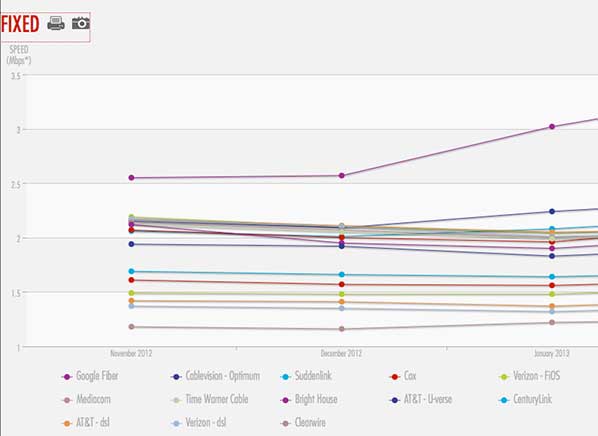 FIXED
SPEED
(Mbps*)
3.5
3
2.5
2
1.5
1
November 2012 December 2012 January 2013
Google Fiber Cablevision - Optimum Suddenlink Cox Verizon - FiOS
Mediacom Time Warner Cable Bright House AT&T - U-verse CenturyLink
AT&T - dsl Verizon - dsl Clearwire